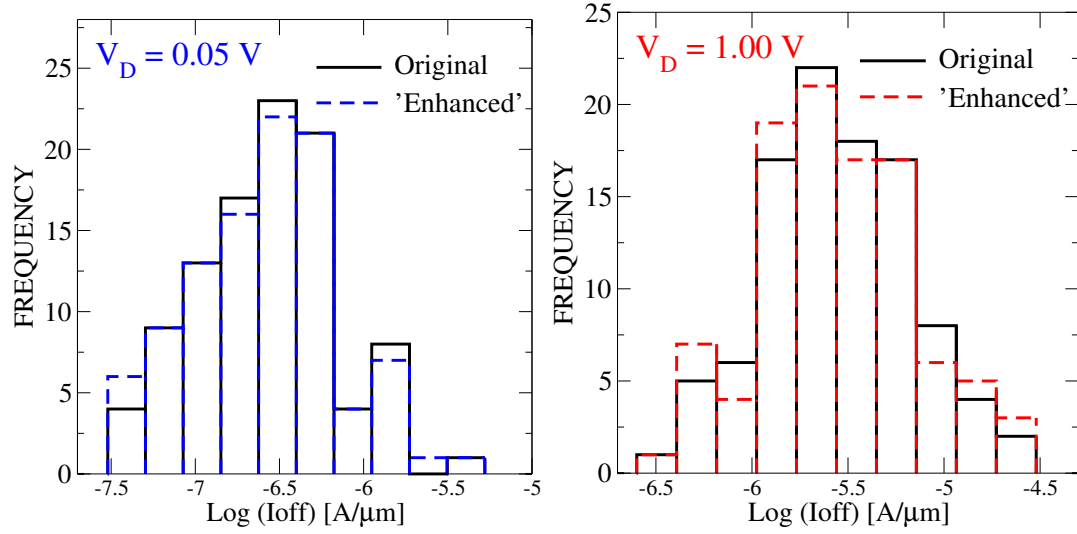 V_D = 0.05 V
Original
'Enhanced'
FREQUENCY
25
20
15
10
5
0
-7.5 -7 -6.5 -6 -5.5 -5
Log (Ioff) [A/μm]
V_D = 1.00 V
Original
'Enhanced'
FREQUENCY
25
20
15
10
5
0
-6.5 -6 -5.5 -5 -4.5
Log (Ioff) [A/μm]